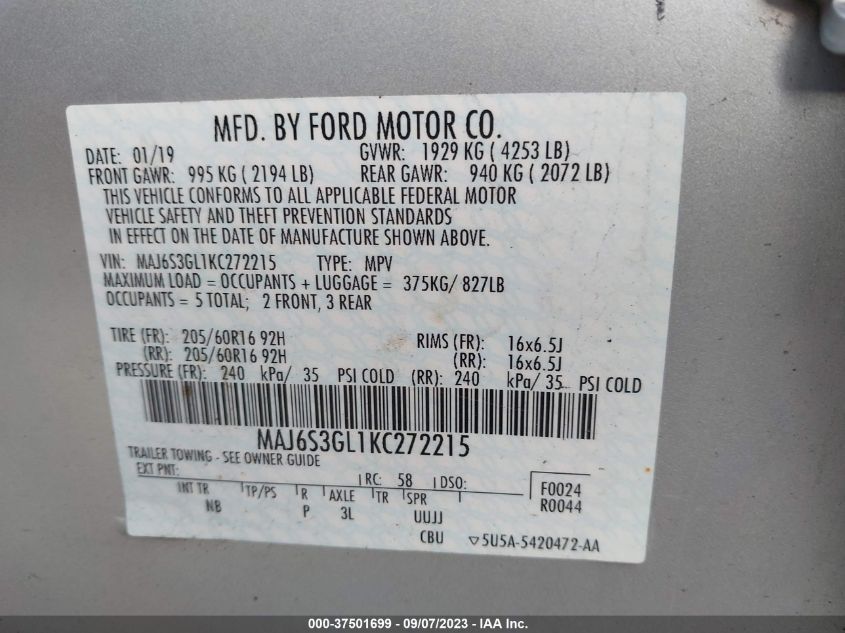 MFD. BY FORD MOTOR CO.
DATE: 01/19 GVWR: 1929 KG ( 4253 LB)
FRONT GAWR: 995 KG ( 2194 LB) REAR GAWR: 940 KG ( 2072 LB)
THIS VEHICLE CONFORMS TO ALL APPLICABLE FEDERAL MOTOR
VEHICLE SAFETY AND THEFT PREVENTION STANDARDS
IN EFFECT ON THE DATE OF MANUFACTURE SHOWN ABOVE.
VIN: MAJ6S3GL1KC272215 TYPE: MPV
MAXIMUM LOAD = OCCUPANTS + LUGGAGE = 375KG/ 827LB
OCCUPANTS = 5 TOTAL; 2 FRONT, 3 REAR
TIRE (FR): 205/60R16 92H RIMS (FR): 16x6.5J
(RR): 205/60R16 92H (RR): 16x6.5J
PRESSURE (FR): 240 kPa/ 35 PSI COLD (RR): 240 kPa/ 35 PSI COLD
MAJ6S3GL1KC272215
TRAILER TOWING - SEE OWNER GUIDE
EXT PNT: RC: 58 DSO: F0024
INT TR TP/PS R AXLE TR SPR R0044
NB P 3L UUJJ
CBU 5U5A-5420472-AA
000-37501699 - 09/07/2023 - IAA Inc.